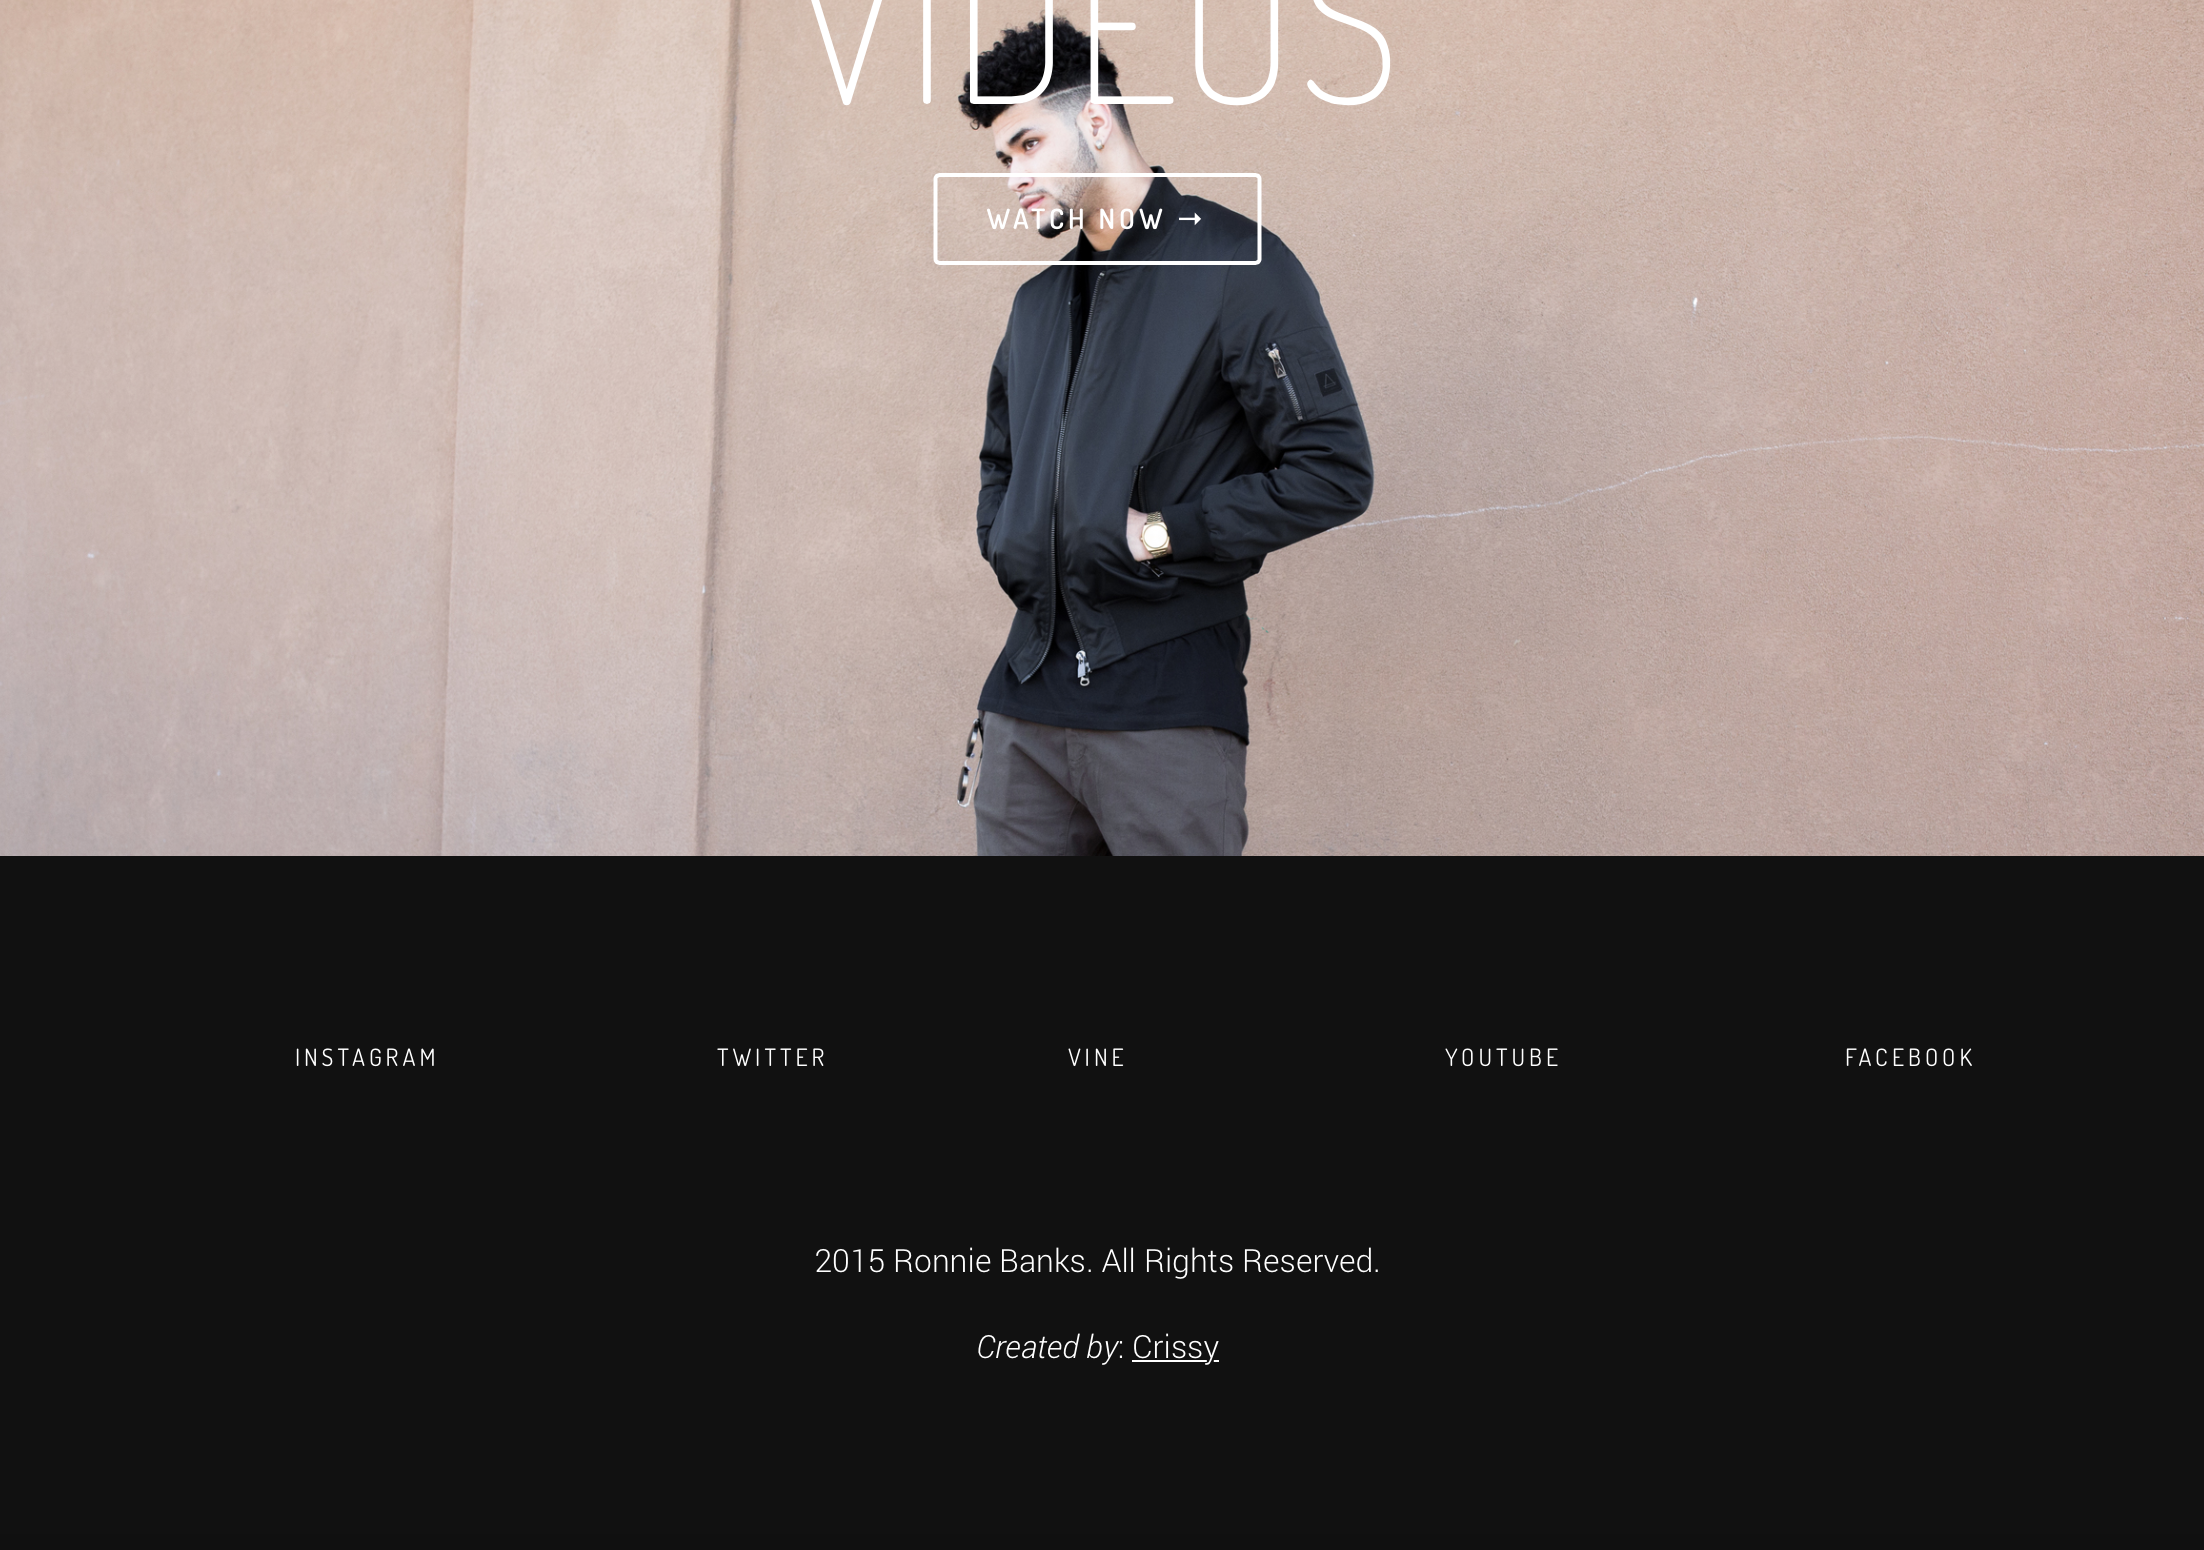 VIDEOS
WATCH NOW →
INSTAGRAM TWITTER VINE YOUTUBE FACEBOOK
2015 Ronnie Banks. All Rights Reserved.
Created by: Crissy